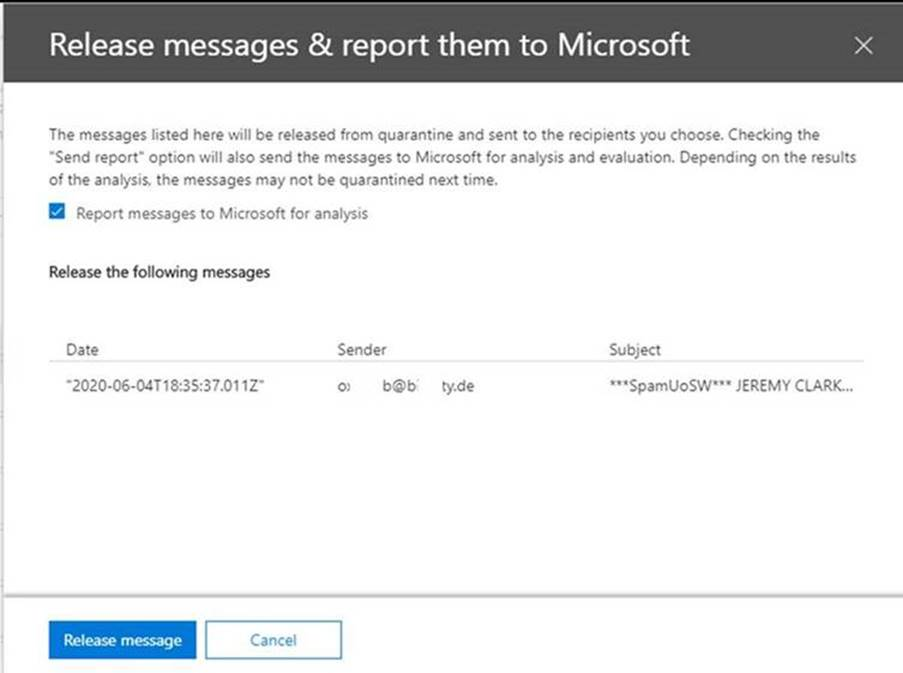 Release messages & report them to Microsoft
The messages listed here will be released from quarantine and sent to the recipients you choose. Checking the
"Send report" option will also send the messages to Microsoft for analysis and evaluation. Depending on the results
of the analysis, the messages may not be quarantined next time.
Report messages to Microsoft for analysis
Release the following messages
Date Sender Subject
"2020-06-04T18:35:37.011Z" b@b ty.de ***SpamUoSW*** JEREMY CLARK...
Release message Cancel